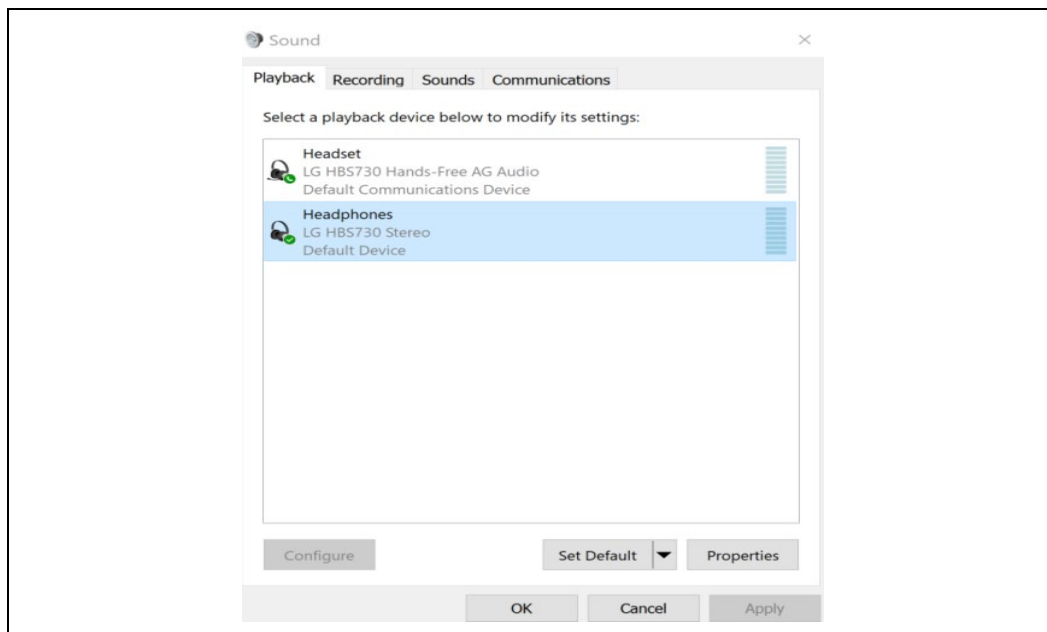 Sound
Playback Recording Sounds Communications
Select a playback device below to modify its settings:
Headset
LG HBS730 Hands-Free AG Audio
Default Communications Device
Headphones
LG HBS730 Stereo
Default Device
Configure Set Default Properties
OK Cancel Apply